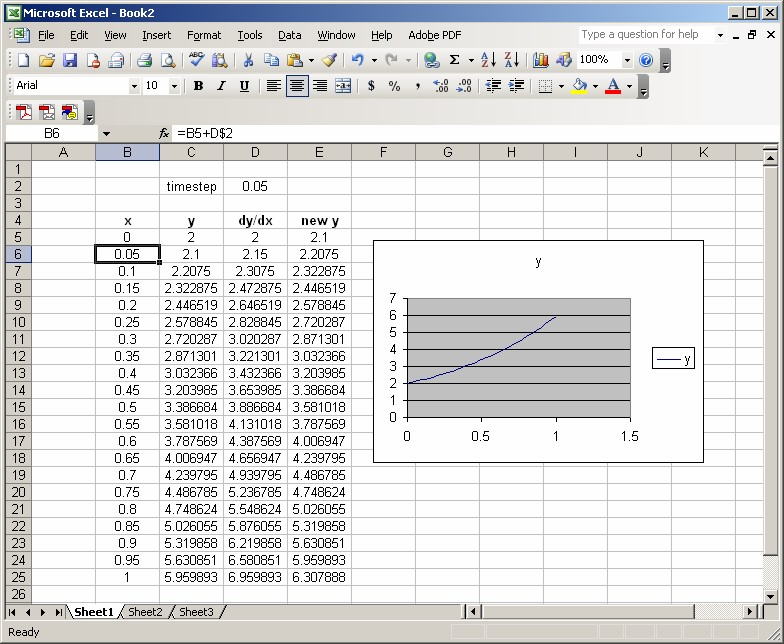 Microsoft Excel - Book2
File Edit View Insert Format Tools Data Window Help Adobe PDF Type a question for help
ABC Σ A Z Z A 100% ?
Arial 10 B I U $ % , .00 .00 A
B6 fx =B5+D$2
A B C D E F G H I J K
1
2 timestep 0.05
3
4 x y dy/dx new y
5 0 2 2 2.1
6 0.05 2.1 2.15 2.2075
7 0.1 2.2075 2.3075 2.322875
8 0.15 2.322875 2.472875 2.446519
9 0.2 2.446519 2.646519 2.578845
10 0.25 2.578845 2.828845 2.720287
11 0.3 2.720287 3.020287 2.871301
12 0.35 2.871301 3.221301 3.032366
13 0.4 3.032366 3.432366 3.203985
14 0.45 3.203985 3.653985 3.386684
15 0.5 3.386684 3.886684 3.581018
16 0.55 3.581018 4.131018 3.787569
17 0.6 3.787569 4.387569 4.006947
18 0.65 4.006947 4.656947 4.239795
19 0.7 4.239795 4.939795 4.486785
20 0.75 4.486785 5.236785 4.748624
21 0.8 4.748624 5.548624 5.026055
22 0.85 5.026055 5.876055 5.319858
23 0.9 5.319858 6.219858 5.630851
24 0.95 5.630851 6.580851 5.959893
25 1 5.959893 6.959893 6.307888
26
y
7
6
5
4
3
2
1
0
0 0.5 1 1.5
y
Sheet1 Sheet2 Sheet3
Ready